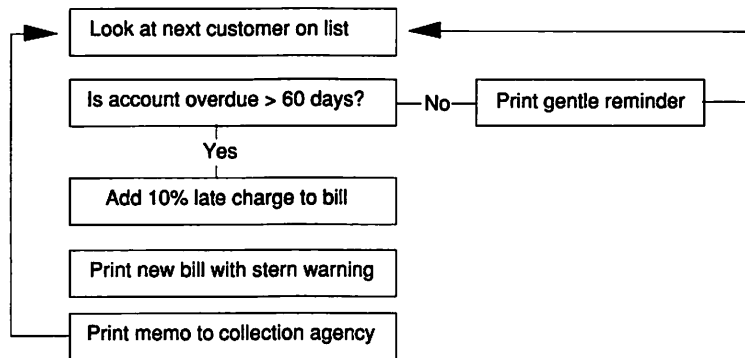 Look at next customer on list
Is account overdue > 60 days?
No
Print gentle reminder
Yes
Add 10% late charge to bill
Print new bill with stern warning
Print memo to collection agency